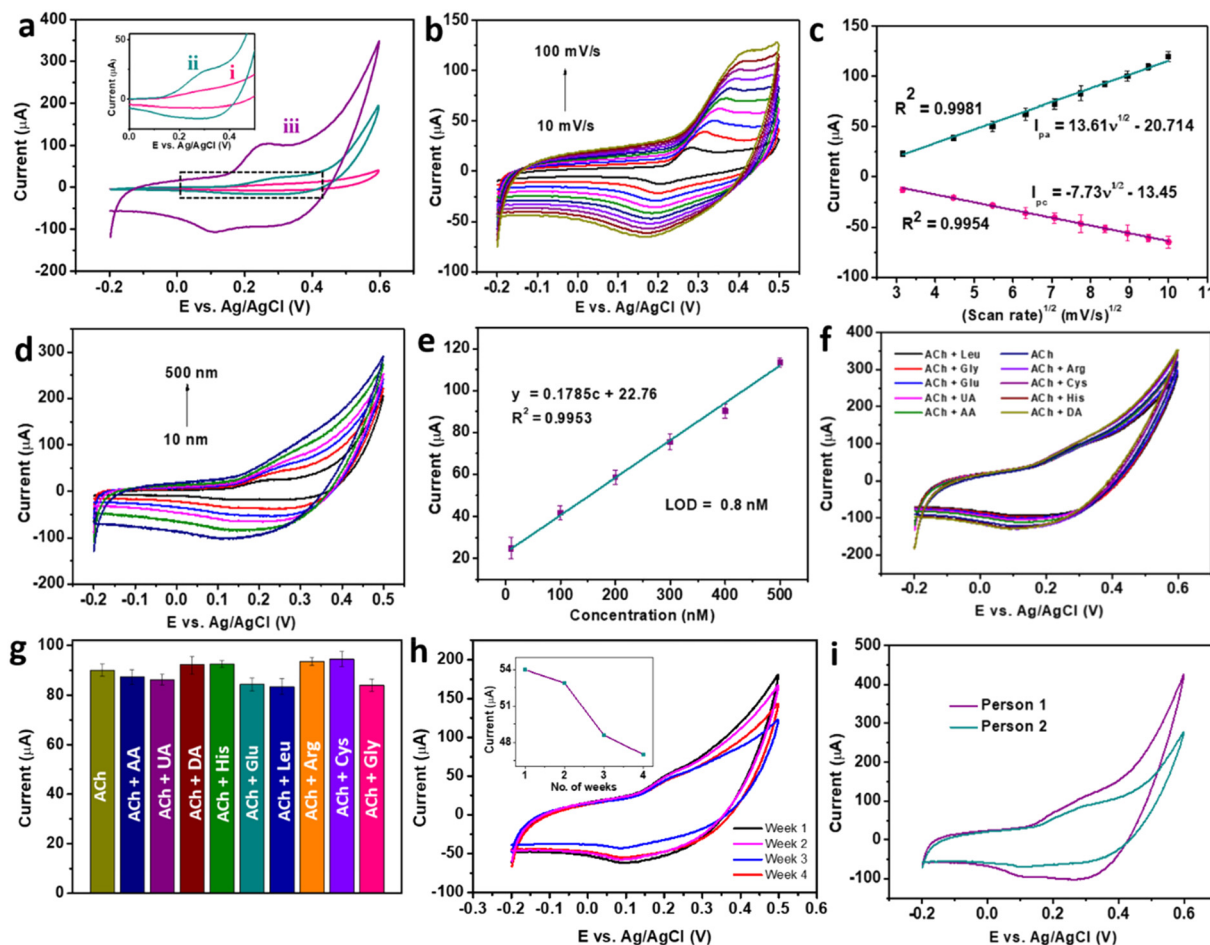 a
400
300
200
100
0
-100
-200
-0.2
0.0
0.2
0.4
0.6
Current (μA)
E vs. Ag/AgCl (V)
50
0
0.0
0.2
0.4
Current (μA)
E vs. Ag/AgCl (V)
ii
i
iii
b
150
100
50
0
-50
-100
-0.2
-0.1
0.0
0.1
0.2
0.3
0.4
0.5
Current (μA)
E vs. Ag/AgCl (V)
100 mV/s
10 mV/s
c
150
100
50
0
-50
-100
3
4
5
6
7
8
9
10
11
Current (μA)
(Scan rate)^1/2 (mV/s)^1/2
R^2 = 0.9981
I_pa = 13.61ν^1/2 - 20.714
I_pc = -7.73ν^1/2 - 13.45
R^2 = 0.9954
d
300
200
100
0
-100
-200
-0.2
-0.1
0.0
0.1
0.2
0.3
0.4
0.5
Current (μA)
E vs. Ag/AgCl (V)
500 nm
10 nm
e
120
100
80
60
40
20
0
100
200
300
400
500
Current (μA)
Concentration (nM)
y = 0.1785c + 22.76
R^2 = 0.9953
LOD = 0.8 nM
f
400
300
200
100
0
-100
-200
-0.2
0.0
0.2
0.4
0.6
Current (μA)
E vs. Ag/AgCl (V)
ACh + Leu
ACh + Gly
ACh + Glu
ACh + UA
ACh + AA
ACh
ACh + Arg
ACh + Cys
ACh + His
ACh + DA
g
100
80
60
40
20
0
Current (μA)
ACh
ACh + AA
ACh + UA
ACh + DA
ACh + His
ACh + Glu
ACh + Leu
ACh + Arg
ACh + Cys
ACh + Gly
h
200
175
150
125
100
75
50
25
0
-25
-50
-75
-100
-0.3
-0.2
-0.1
0.0
0.1
0.2
0.3
0.4
0.5
0.6
Current (μA)
E vs. Ag/AgCl (V)
54
51
48
1
2
3
4
Current (μA)
No. of weeks
Week 1
Week 2
Week 3
Week 4
i
500
400
300
200
100
0
-100
-0.2
0.0
0.2
0.4
0.6
Current (μA)
E vs. Ag/AgCl (V)
Person 1
Person 2